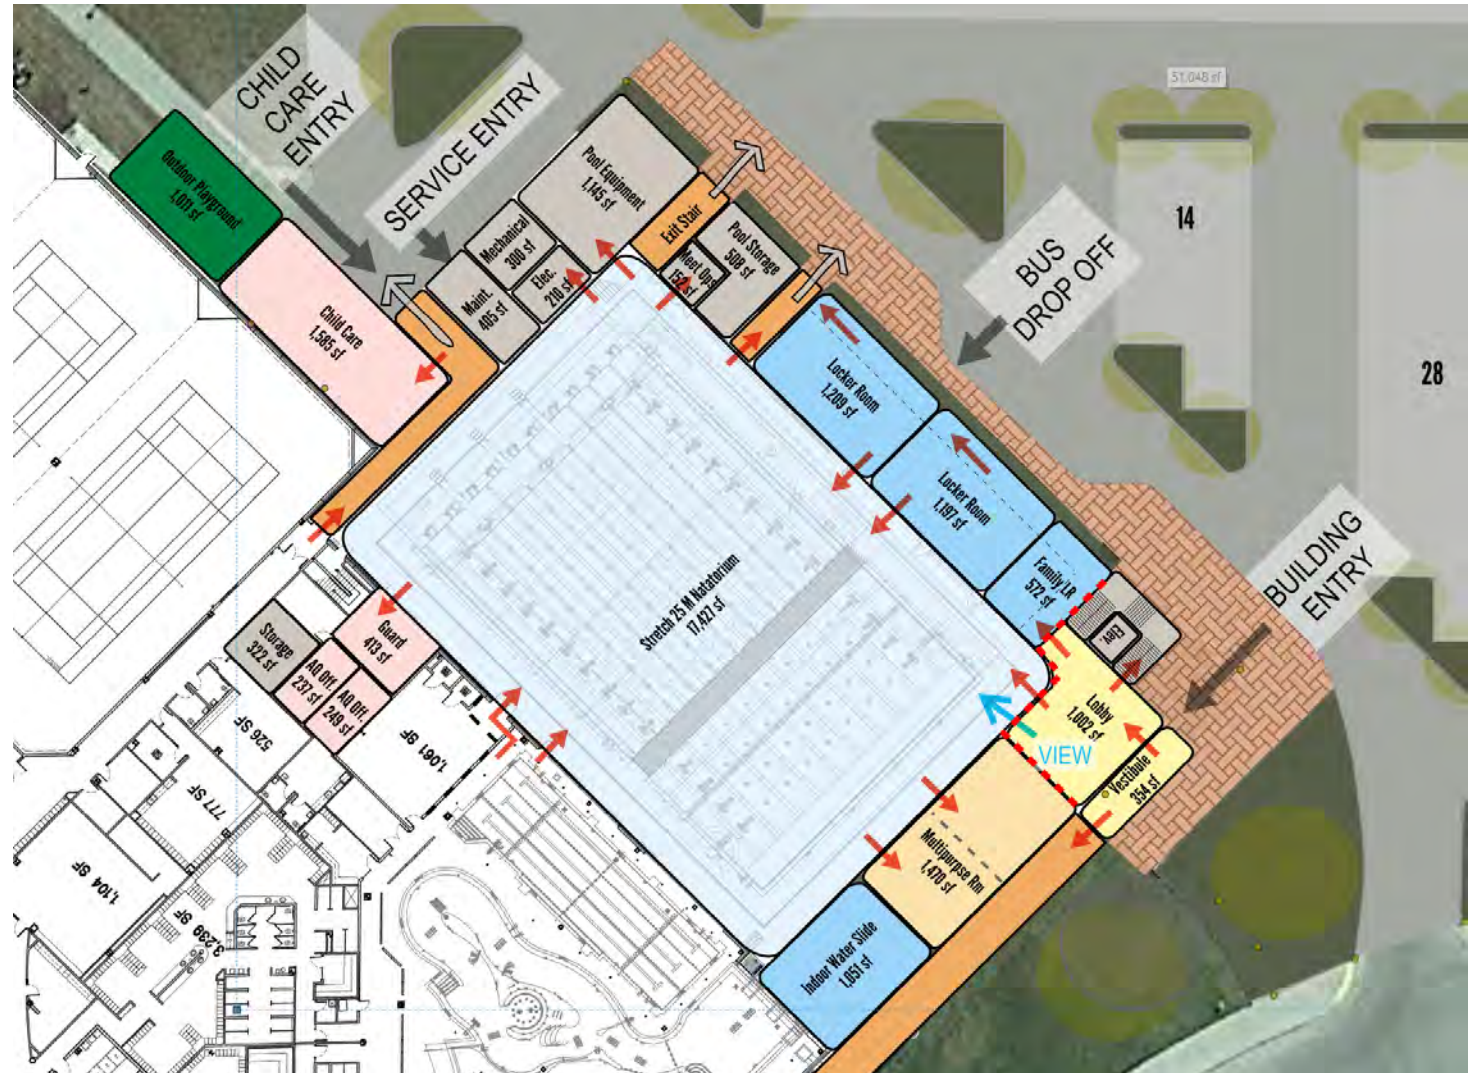 CHILD
CARE
ENTRY
SERVICE ENTRY
51,048 sf
Outdoor Playground
1,011 sf
Child Care
1,585 sf
Pool Equipment
1,145 sf
Mechanical
300 sf
Elec.
210 sf
Maint.
405 sf
Exit Stair
Pool Storage
508 sf
Meet Ops
152 sf
14
28
BUS
DROP OFF
Locker Room
1,209 sf
Locker Room
1,197 sf
Family LR
572 sf
Elev.
BUILDING
ENTRY
Stretch 25 M Natatorium
17,427 sf
Lobby
1,002 sf
VIEW
Vestibule
354 sf
Multipurpse Rm
1,470 sf
Indoor Water Slide
1,051 sf
Guard
413 sf
Storage
322 sf
AQ Off.
237 sf
AQ Off.
249 sf
526 SF
1,061 SF
777 SF
1,104 SF
3,239 SF